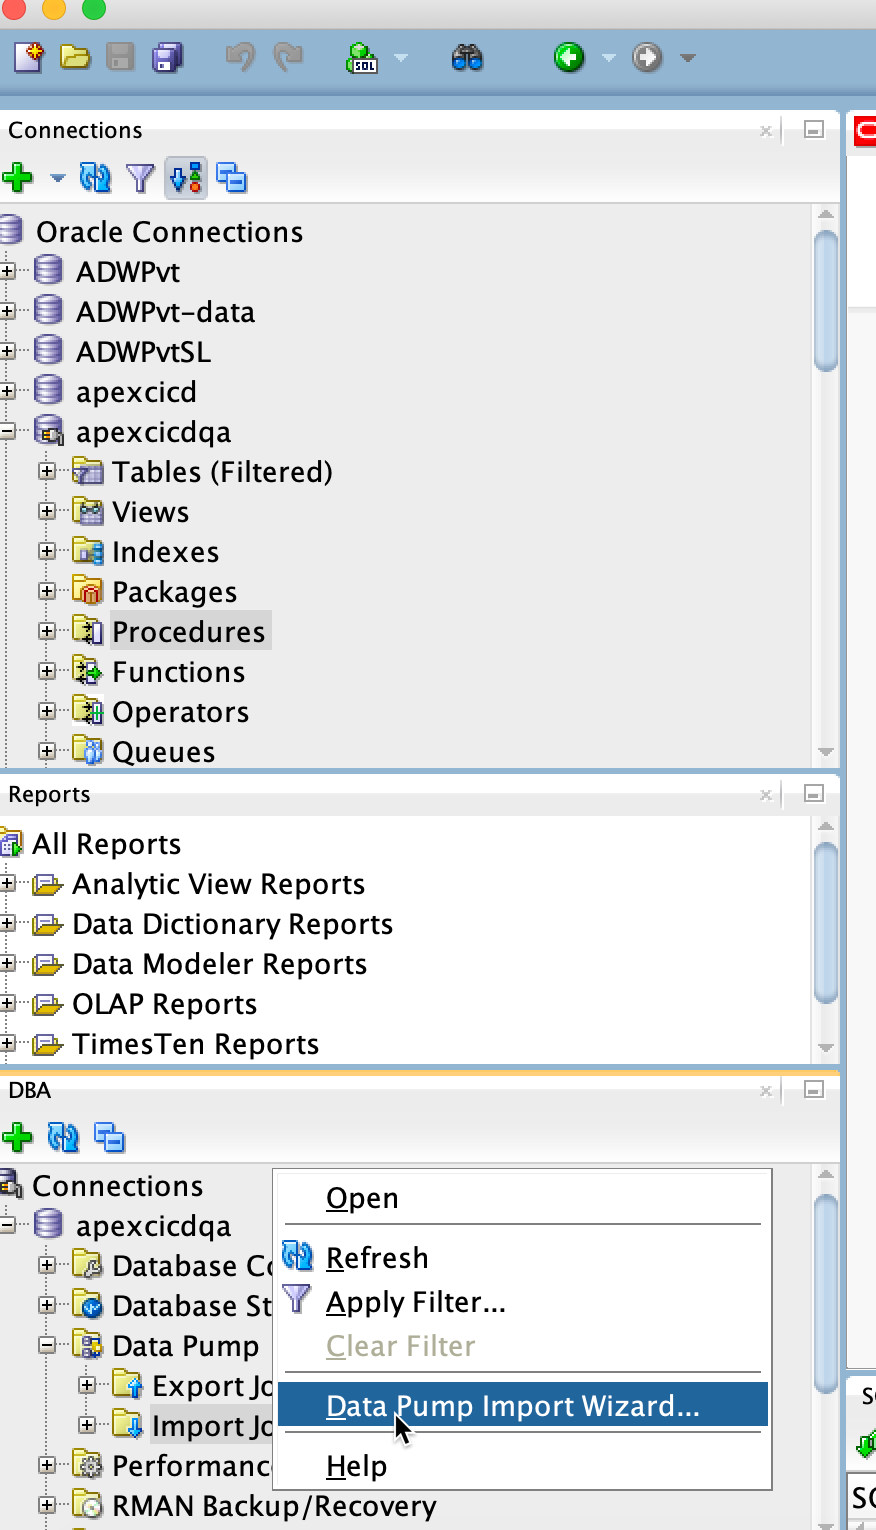 SQL
Connections
Oracle Connections
ADWPvt
ADWPvt-data
ADWPvtSL
apexcicd
apexcicdqa
Tables (Filtered)
Views
Indexes
Packages
Procedures
Functions
Operators
Queues
Reports
All Reports
Analytic View Reports
Data Dictionary Reports
Data Modeler Reports
OLAP Reports
TimesTen Reports
DBA
Connections
apexcicdqa
Database Co
Database St
Data Pump
Export Jo
Import Jo
Performanc
RMAN Backup/Recovery
Open
Refresh
Apply Filter...
Clear Filter
Data Pump Import Wizard...
Help